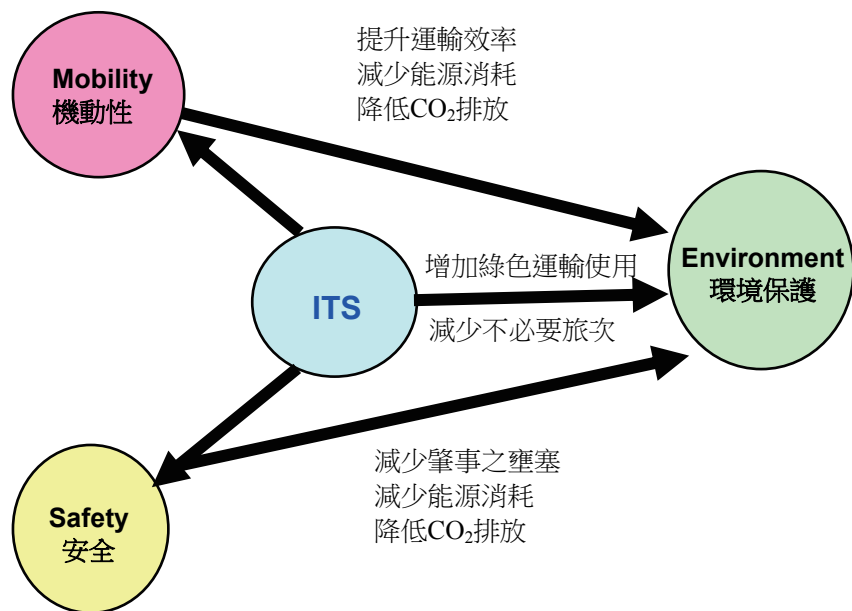 提升運輸效率
減少能源消耗
降低CO₂排放
Mobility
機動性
增加綠色運輸使用
Environment
環境保護
ITS
減少不必要旅次
減少肇事之壅塞
減少能源消耗
降低CO₂排放
Safety
安全